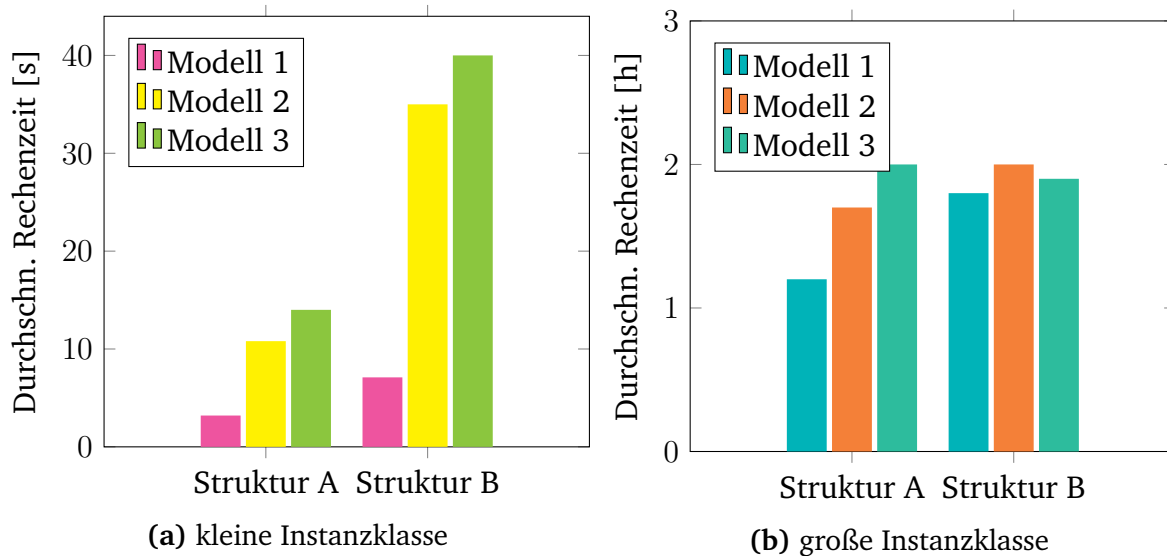 Durchschn. Rechenzeit [s]
40
30
20
10
0
Modell 1
Modell 2
Modell 3
Struktur A
Struktur B
(a) kleine Instanzklasse
Durchschn. Rechenzeit [h]
3
2
1
0
Modell 1
Modell 2
Modell 3
Struktur A
Struktur B
(b) große Instanzklasse